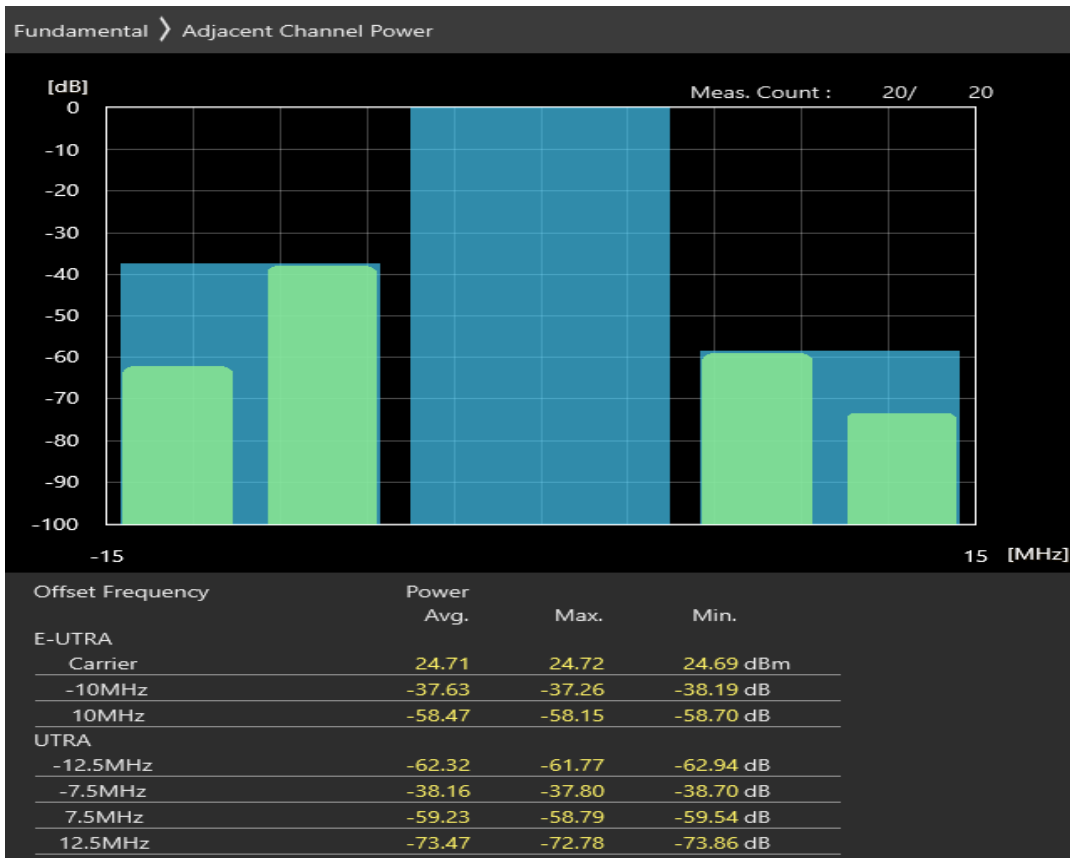 Fundamental 〉 Adjacent Channel Power
[dB]
Meas. Count : 20/ 20
0
-10
-20
-30
-40
-50
-60
-70
-80
-90
-100
-15 15 [MHz]
Offset Frequency Power
Avg. Max. Min.
E-UTRA
Carrier 24.71 24.72 24.69 dBm
-10MHz -37.63 -37.26 -38.19 dB
10MHz -58.47 -58.15 -58.70 dB
UTRA
-12.5MHz -62.32 -61.77 -62.94 dB
-7.5MHz -38.16 -37.80 -38.70 dB
7.5MHz -59.23 -58.79 -59.54 dB
12.5MHz -73.47 -72.78 -73.86 dB